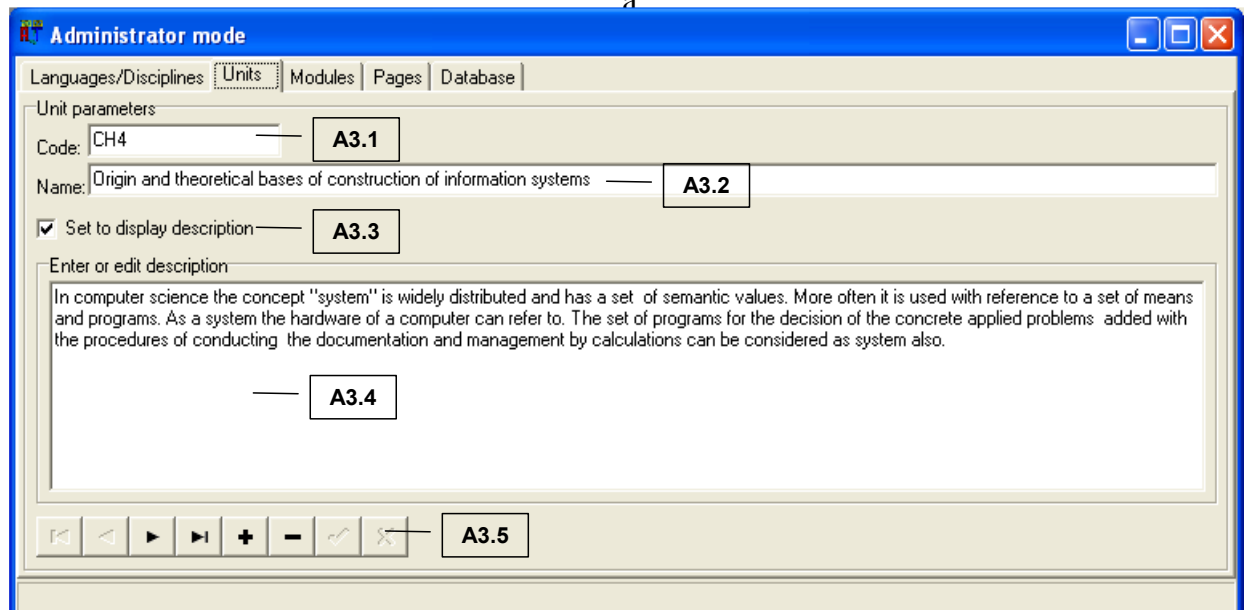 Administrator mode
Languages/Disciplines Units Modules Pages Database
Unit parameters
Code: CH4 A3.1
Name: Origin and theoretical bases of construction of information systems A3.2
Set to display description A3.3
Enter or edit description
In computer science the concept "system" is widely distributed and has a set of semantic values. More often it is used with reference to a set of means
and programs. As a system the hardware of a computer can refer to. The set of programs for the decision of the concrete applied problems added with
the procedures of conducting the documentation and management by calculations can be considered as system also.
A3.4
A3.5